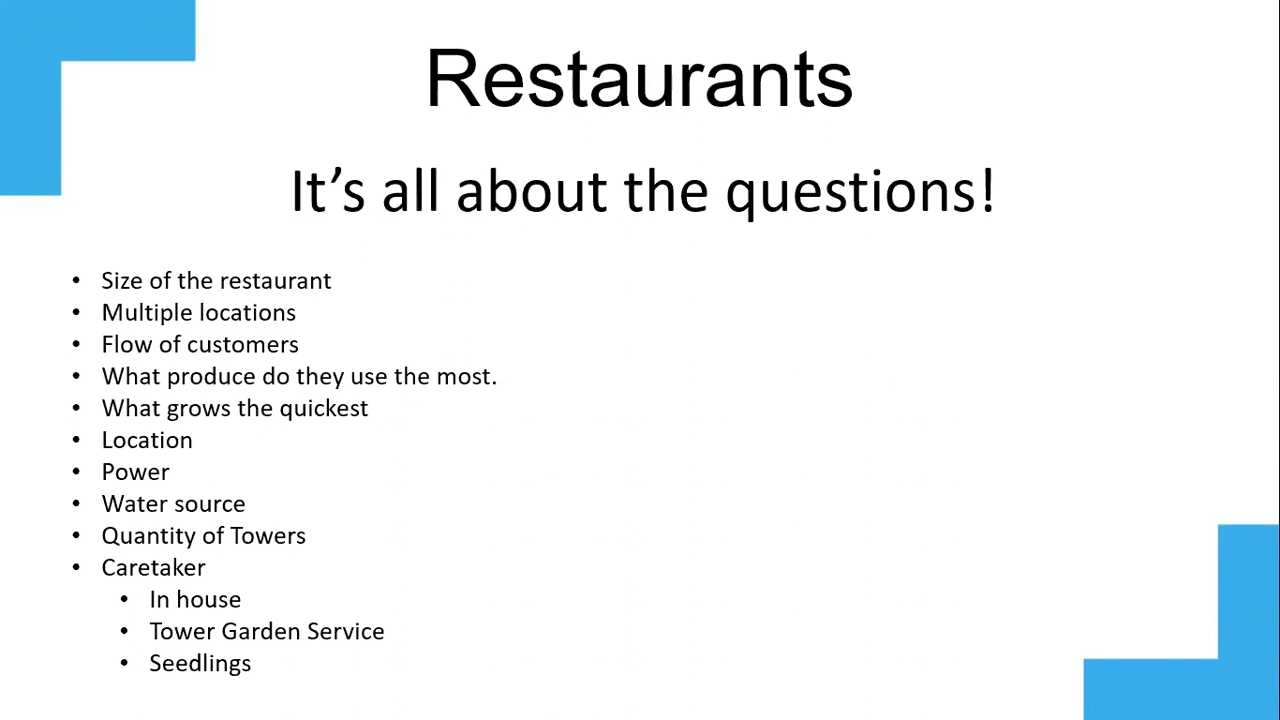 Restaurants
It’s all about the questions!
• Size of the restaurant
• Multiple locations
• Flow of customers
• What produce do they use the most.
• What grows the quickest
• Location
• Power
• Water source
• Quantity of Towers
• Caretaker
• In house
• Tower Garden Service
• Seedlings